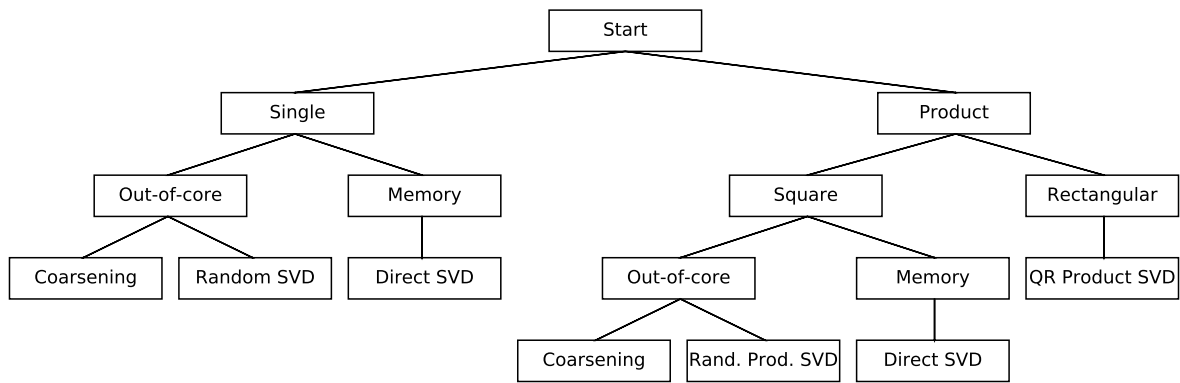 Start
Single
Product
Out-of-core
Memory
Square
Rectangular
Coarsening
Random SVD
Direct SVD
Out-of-core
Memory
QR Product SVD
Coarsening
Rand. Prod. SVD
Direct SVD